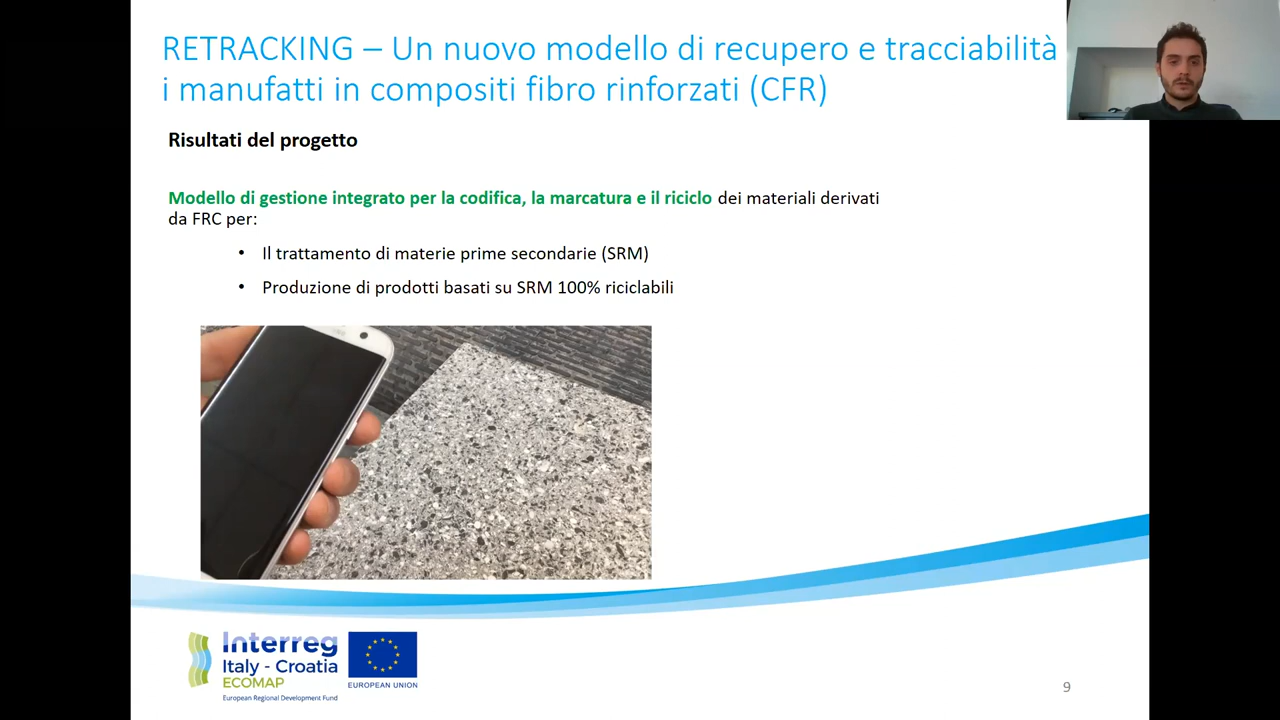 RETRACKING – Un nuovo modello di recupero e tracciabilità
i manufatti in compositi fibro rinforzati (CFR)
Risultati del progetto
Modello di gestione integrato per la codifica, la marcatura e il riciclo dei materiali derivati
da FRC per:
• Il trattamento di materie prime secondarie (SRM)
• Produzione di prodotti basati su SRM 100% riciclabili
Interreg
Italy - Croatia
ECOMAP
European Regional Development Fund
EUROPEAN UNION
9